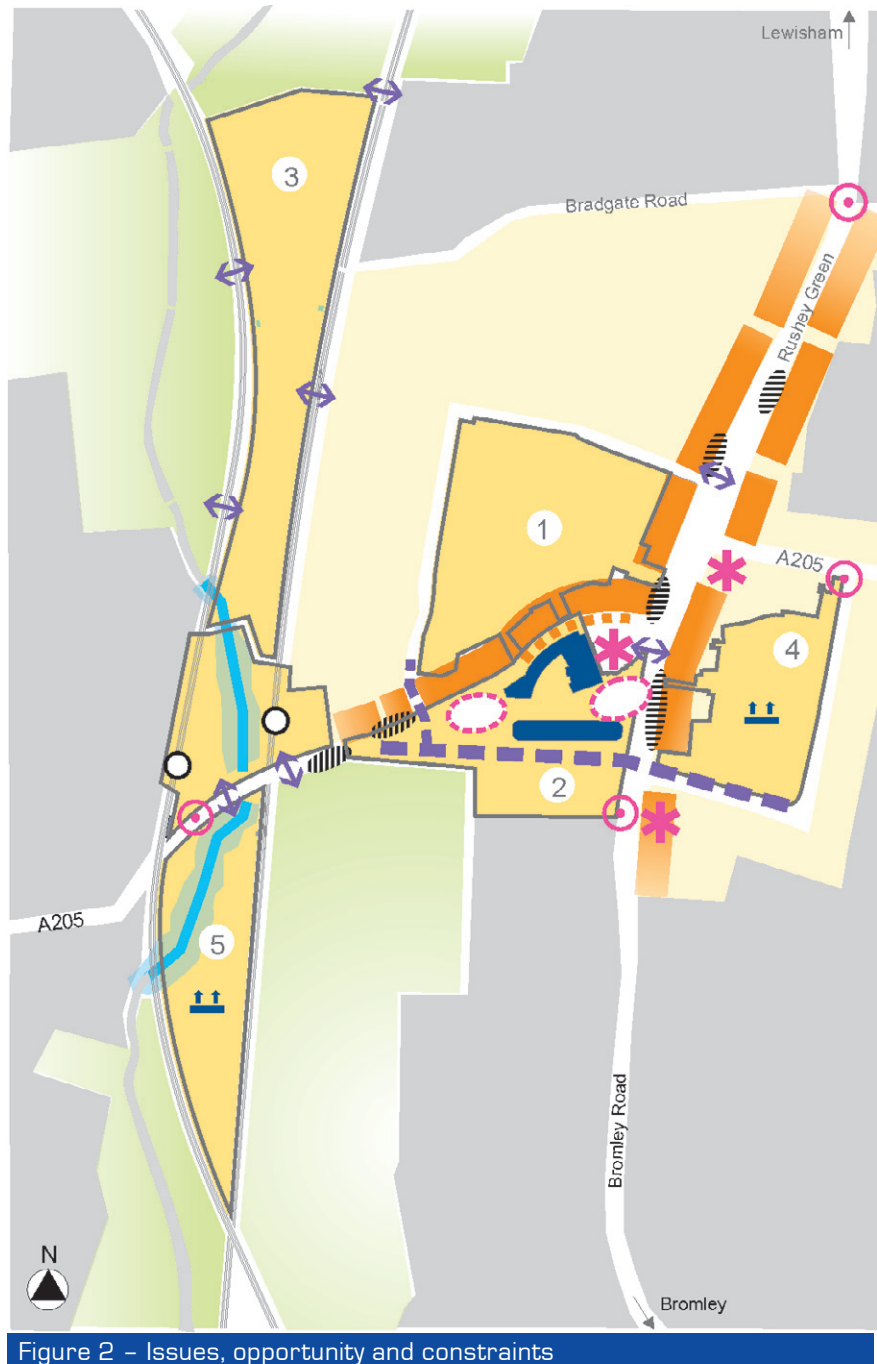 Lewisham
3
Bradgate Road
Rushey Green
1
A205
4
2
A205
5
Bromley Road
N
Bromley
Figure 2 – Issues, opportunity and constraints